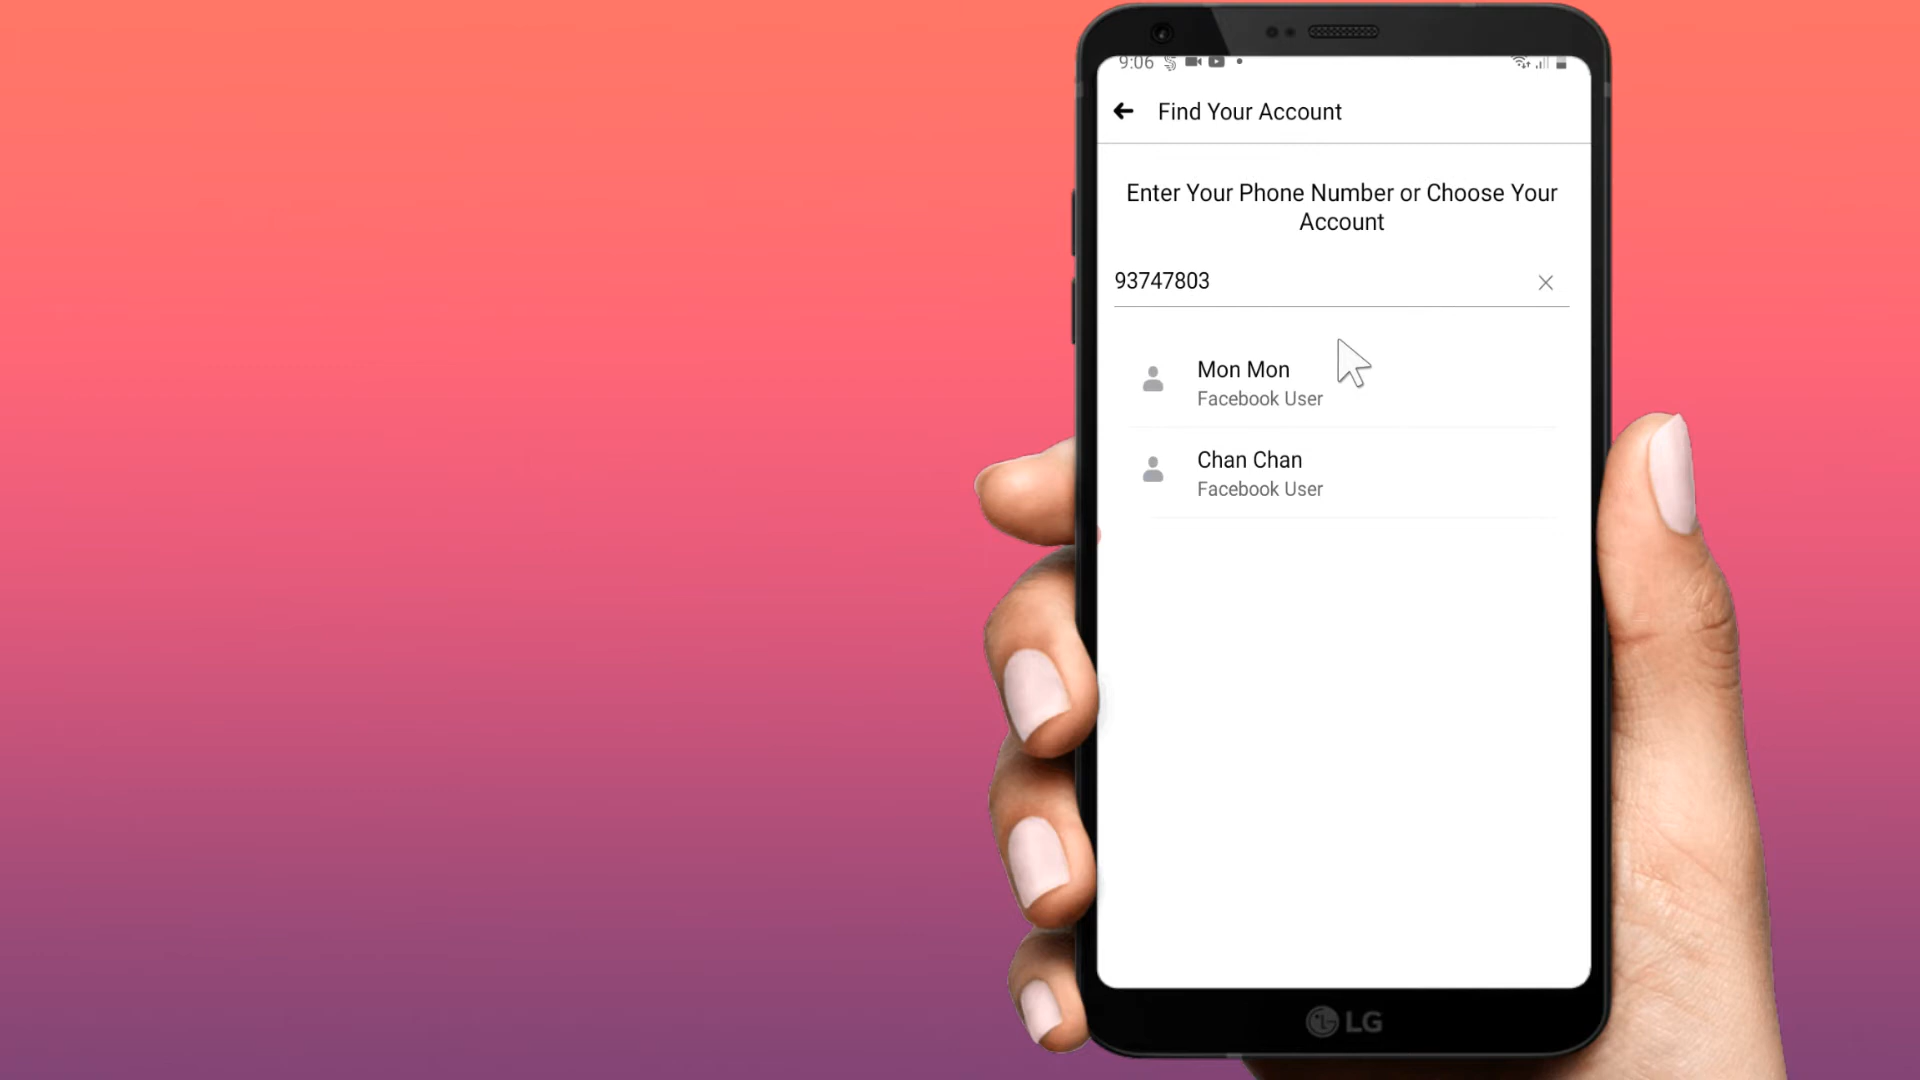 9:06
Find Your Account
Enter Your Phone Number or Choose Your
Account
93747803
Mon Mon
Facebook User
Chan Chan
Facebook User
LG